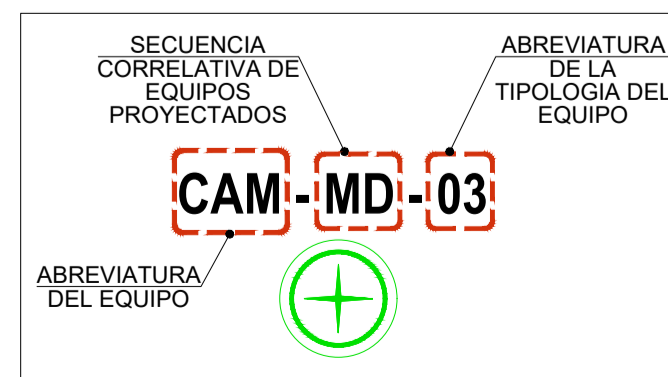 SECUENCIA
CORRELATIVA DE
EQUIPOS
PROYECTADOS
ABREVIATURA
DE LA
TIPOLOGIA DEL
EQUIPO
CAM-MD-03
ABREVIATURA
DEL EQUIPO